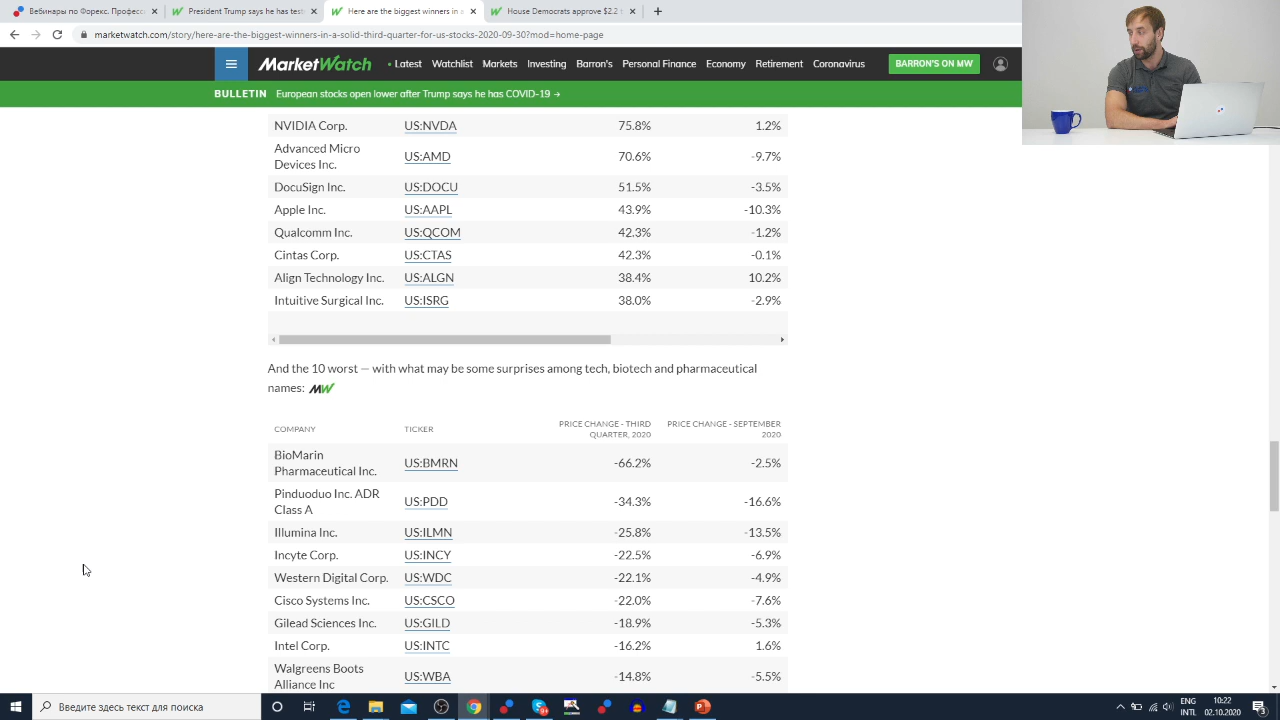 Вебинары по Форекс. Професс
President Trump says he has test
Here are the biggest winners in a
House Democrats approve $2.2 t
marketwatch.com/story/here-are-the-biggest-winners-in-a-solid-third-quarter-for-us-stocks-2020-09-30?mod=home-page
MarketWatch
Latest Watchlist Markets Investing Barron's Personal Finance Economy Retirement Coronavirus
BARRON'S ON MW
BULLETIN European stocks open lower after Trump says he has COVID-19 →
NVIDIA Corp. US:NVDA 75.8% 1.2%
Advanced Micro
Devices Inc. US:AMD 70.6% -9.7%
DocuSign Inc. US:DOCU 51.5% -3.5%
Apple Inc. US:AAPL 43.9% -10.3%
Qualcomm Inc. US:QCOM 42.3% -1.2%
Cintas Corp. US:CTAS 42.3% -0.1%
Align Technology Inc. US:ALGN 38.4% 10.2%
Intuitive Surgical Inc. US:ISRG 38.0% -2.9%
And the 10 worst — with what may be some surprises among tech, biotech and pharmaceutical
names: MW
COMPANY TICKER PRICE CHANGE - THIRD QUARTER, 2020 PRICE CHANGE - SEPTEMBER 2020
BioMarin
Pharmaceutical Inc. US:BMRN -66.2% -2.5%
Pinduoduo Inc. ADR
Class A US:PDD -34.3% -16.6%
Illumina Inc. US:ILMN -25.8% -13.5%
Incyte Corp. US:INCY -22.5% -6.9%
Western Digital Corp. US:WDC -22.1% -4.9%
Cisco Systems Inc. US:CSCO -22.0% -7.6%
Gilead Sciences Inc. US:GILD -18.9% -5.3%
Intel Corp. US:INTC -16.2% 1.6%
Walgreens Boots
Alliance Inc US:WBA -14.8% -5.5%
Введите здесь текст для поиска
ENG
INTL
10:22
02.10.2020